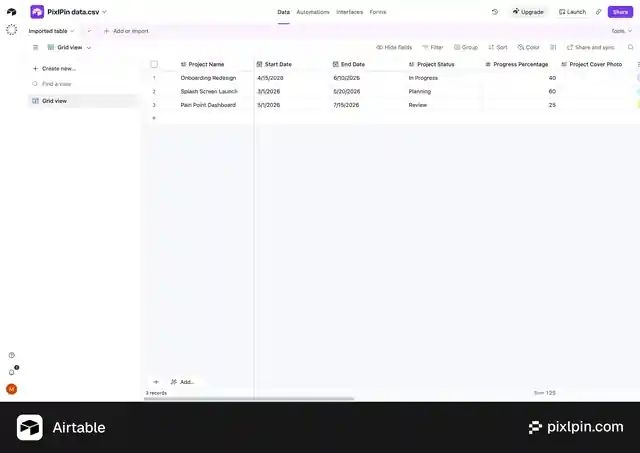 PixlPin data.csv
Data Automations Interfaces Forms
Upgrade Launch Share
Imported table
Add or import
Tools
Grid view
Hide fields Filter Group Sort Color Share and sync
Create new...
Find a view
Grid view
Project Name Start Date End Date Project Status Progress Percentage Project Cover Photo
1 Onboarding Redesign 4/15/2026 6/10/2026 In Progress 40
2 Splash Screen Launch 3/1/2026 5/20/2026 Planning 60
3 Pain Point Dashboard 5/1/2026 7/15/2026 Review 25
+
+ Add...
3 records
Sum 125
M
Airtable
pixlpin.com